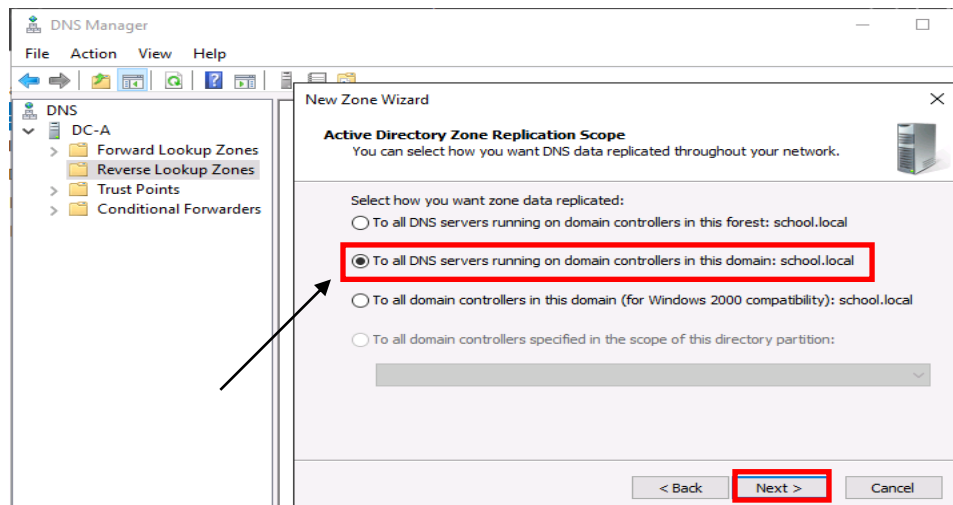 DNS Manager
File Action View Help
DNS
DC-A
Forward Lookup Zones
Reverse Lookup Zones
Trust Points
Conditional Forwarders
New Zone Wizard
Active Directory Zone Replication Scope
You can select how you want DNS data replicated throughout your network.
Select how you want zone data replicated:
To all DNS servers running on domain controllers in this forest: school.local
To all DNS servers running on domain controllers in this domain: school.local
To all domain controllers in this domain (for Windows 2000 compatibility): school.local
To all domain controllers specified in the scope of this directory partition:
< Back Next > Cancel